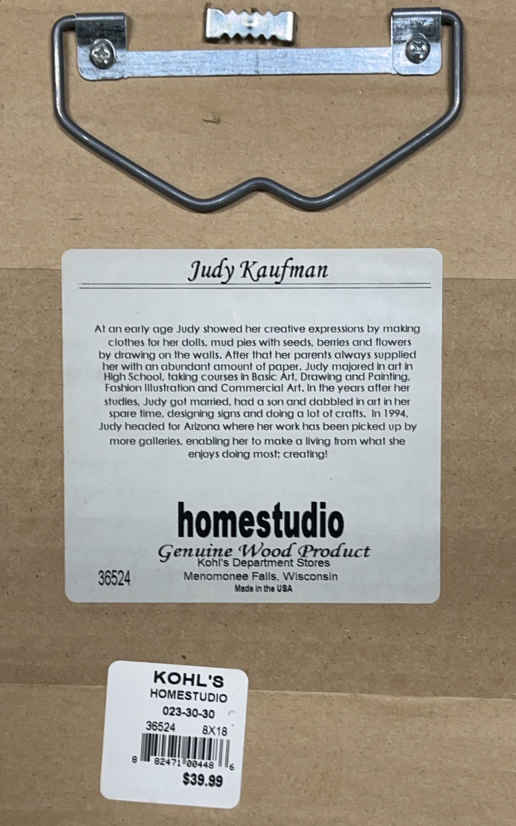 Judy Kaufman
At an early age Judy showed her creative expressions by making
clothes for her dolls, mud pies with seeds, berries and flowers
by drawing on the walls. After that her parents always supplied
her with an abundant amount of paper. Judy majored in art in
High School, taking courses in Basic Art, Drawing and Painting,
Fashion Illustration and Commercial Art. In the years after her
studies, Judy got married, had a son and dabbled in art in her
spare time, designing signs and doing a lot of crafts. In 1994,
Judy headed for Arizona where her work has been picked up by
more galleries, enabling her to make a living from what she
enjoys doing most; creating!
homestudio
Genuine Wood Product
Kohl's Department Stores
36524 Menomonee Falls, Wisconsin
Made in the USA
KOHL'S
HOMESTUDIO
023-30-30
36524 8X18
8 82471 00448 6
$39.99